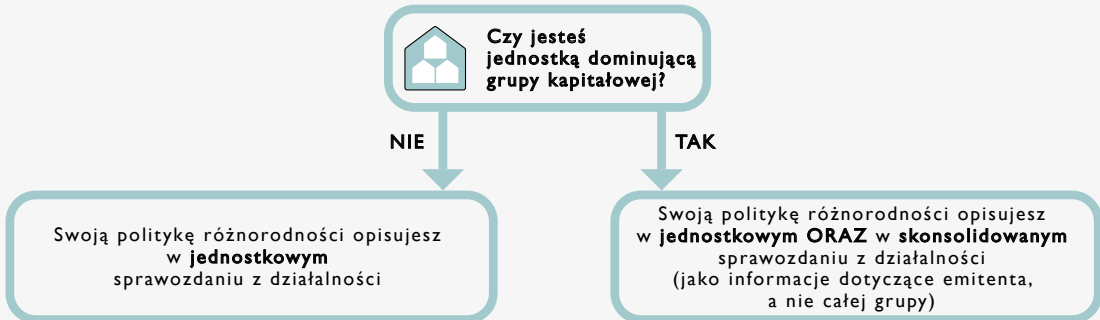 Czy jesteś
jednostką dominującą
grupy kapitałowej?
NIE
TAK
Swoją politykę różnorodności opisujesz
w jednostkowym
sprawozdaniu z działalności
Swoją politykę różnorodności opisujesz
w jednostkowym ORAZ w skonsolidowanym
sprawozdaniu z działalności
(jako informacje dotyczące emitenta,
a nie całej grupy)